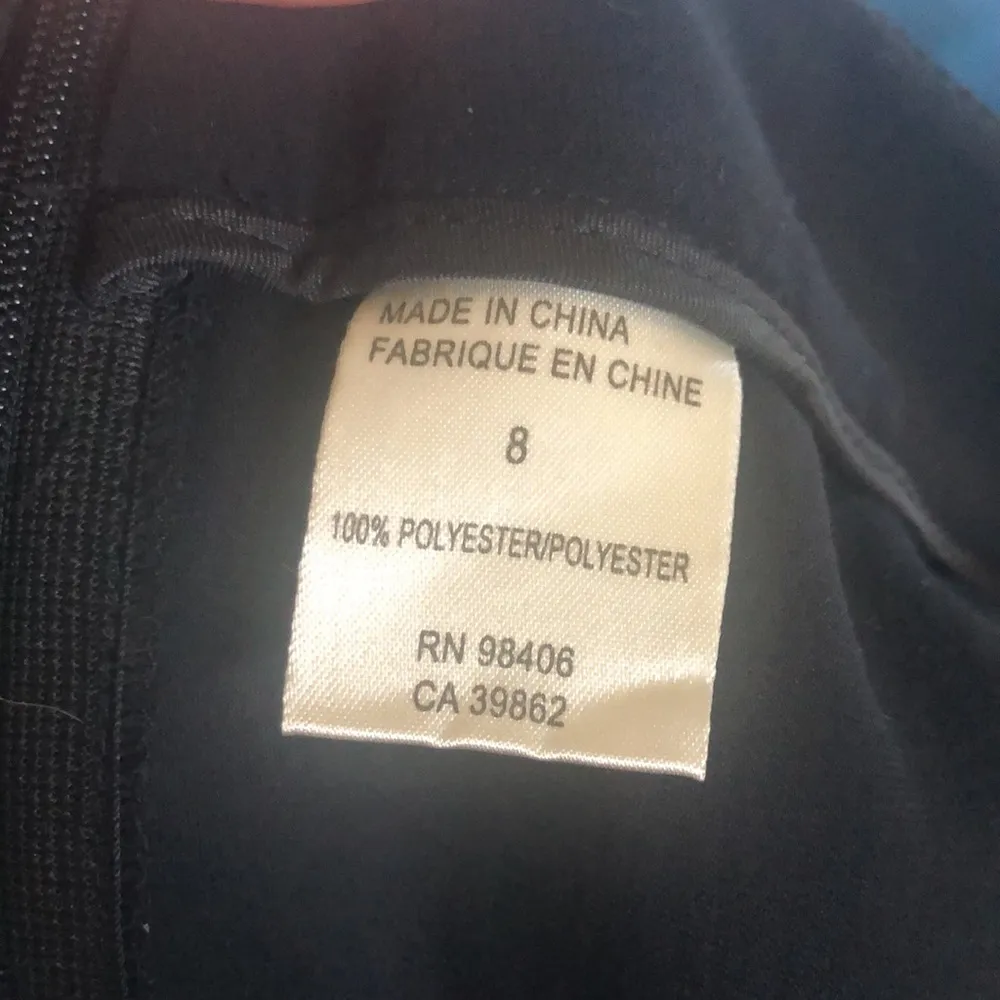 MADE IN CHINA
FABRIQUE EN CHINE
8
100% POLYESTER/POLYESTER
RN 98406
CA 39862